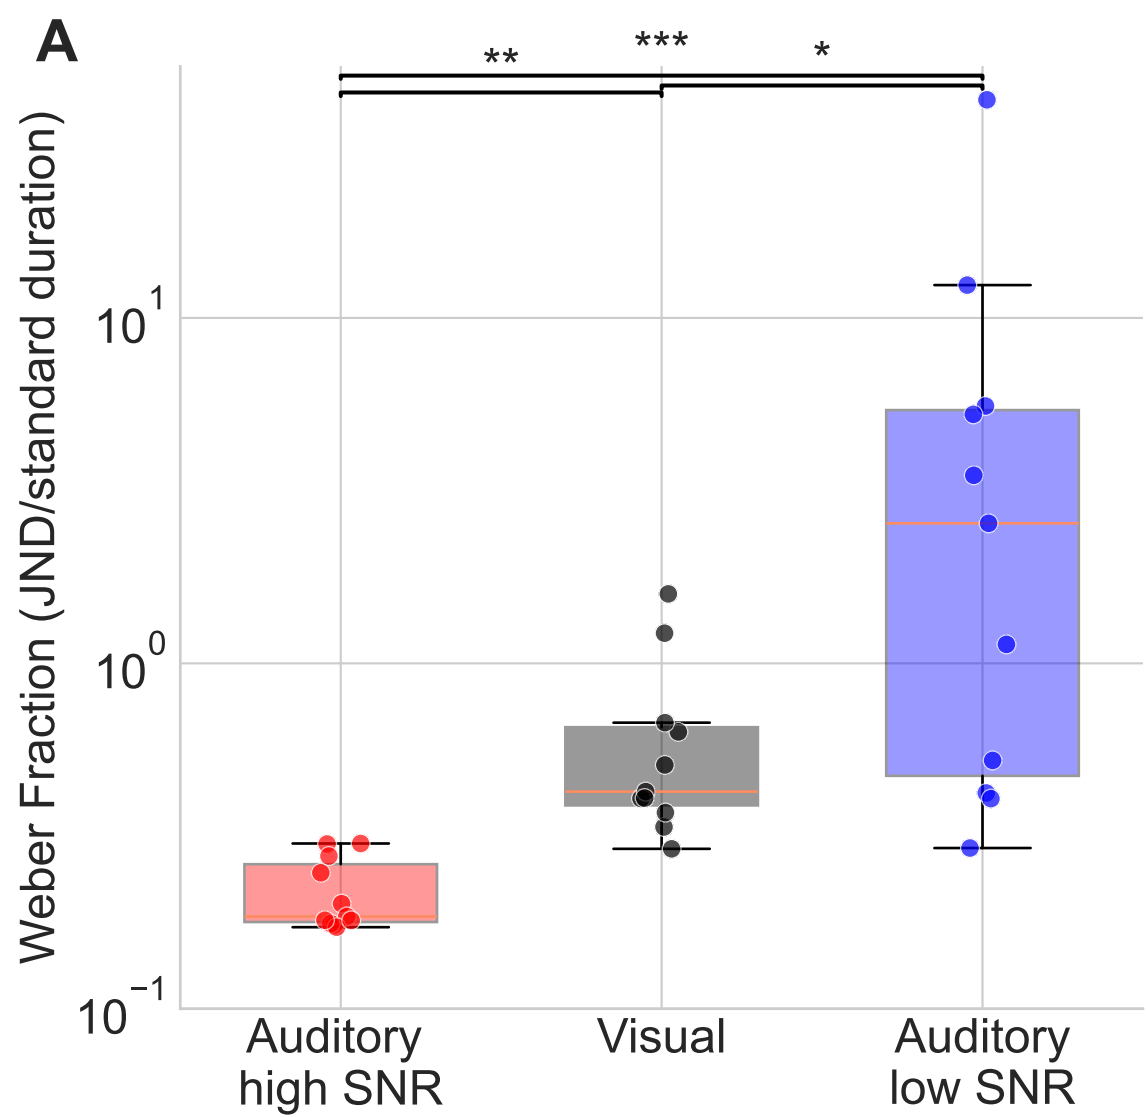 A
** *** *
Weber Fraction (JND/standard duration)
10^1
10^0
10^−1
Auditory
high SNR
Visual
Auditory
low SNR